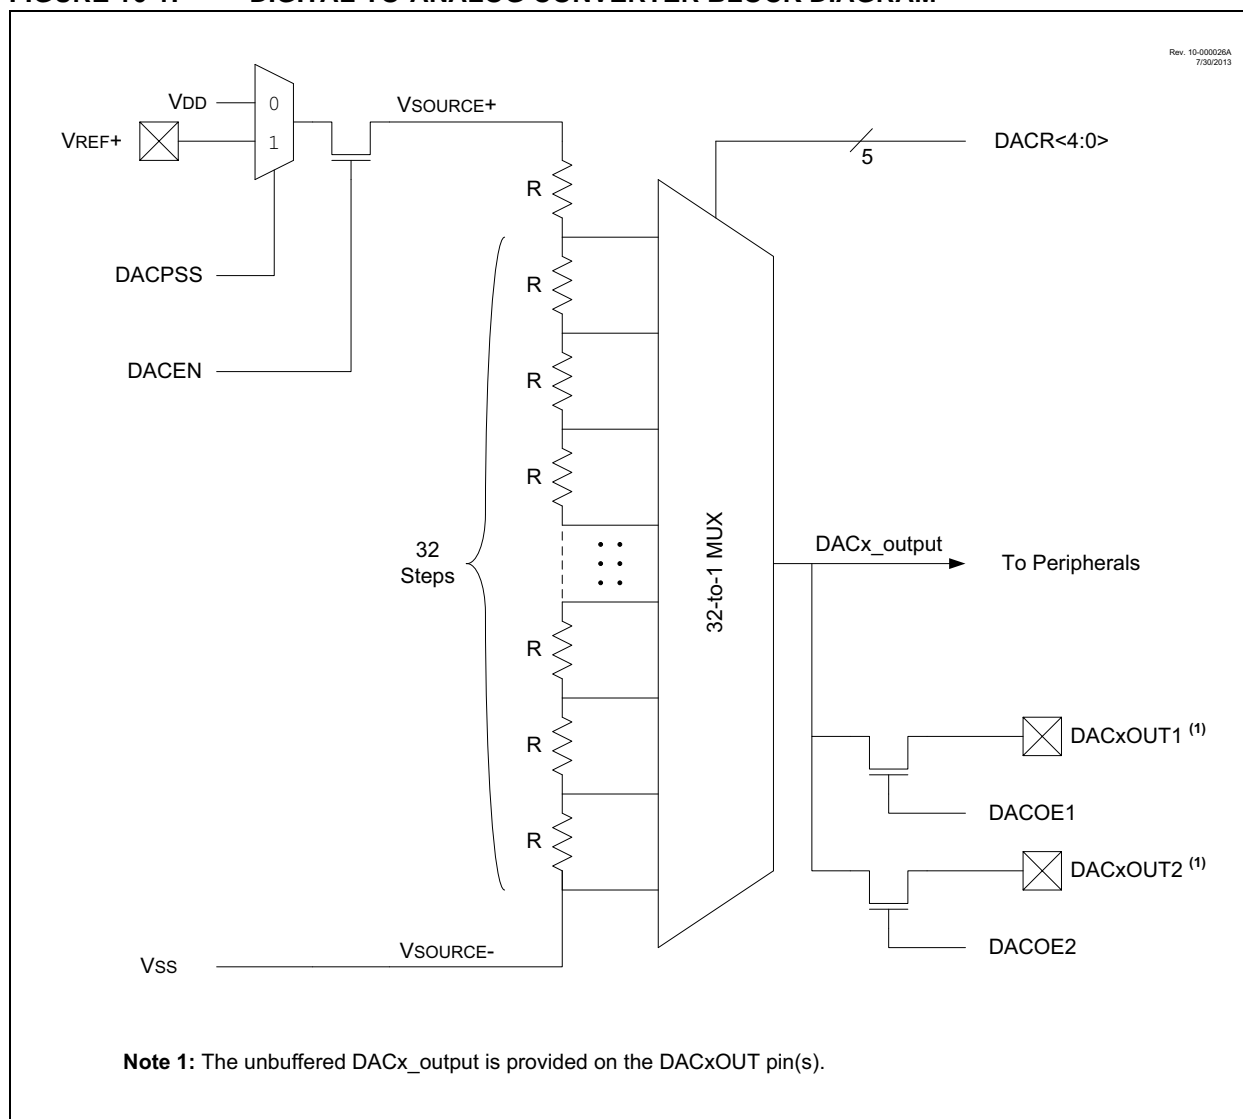 Rev. 10-000026A
7/30/2013
VDD
0
VSOURCE+
VREF+
1
DACR<4:0>
5
R
DACPSS
R
DACEN
R
R
32
Steps
32-to-1 MUX
DACx_output
To Peripherals
R
R
DACxOUT1 (1)
DACOE1
R
DACxOUT2 (1)
DACOE2
VSOURCE-
VSS
Note 1: The unbuffered DACx_output is provided on the DACxOUT pin(s).